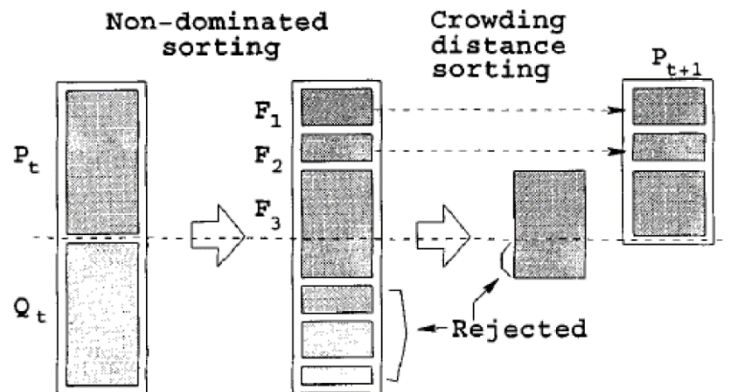 Non-dominated
sorting
Crowding
distance
sorting
P_{t+1}
F_1
F_2
F_3
P_t
Q_t
Rejected